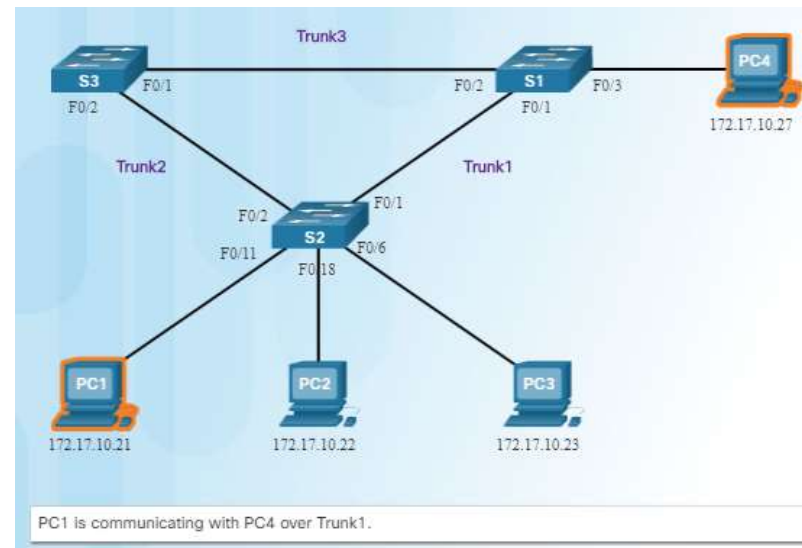 Trunk3
PC4
S3
F0/1
F0/2
S1
F0/3
F0/2
F0/1
172.17.10.27
Trunk2
Trunk1
F0/2
F0/1
S2
F0/11
F0/18
F0/6
PC1
PC2
PC3
172.17.10.21
172.17.10.22
172.17.10.23
PC1 is communicating with PC4 over Trunk1.